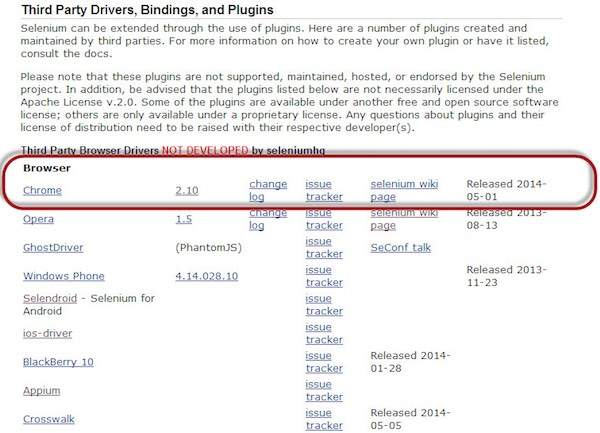 Third Party Drivers, Bindings, and Plugins
Selenium can be extended through the use of plugins. Here are a number of plugins created and
maintained by third parties. For more information on how to create your own plugin or have it listed,
consult the docs.
Please note that these plugins are not supported, maintained, hosted, or endorsed by the Selenium
project. In addition, be advised that the plugins listed below are not necessarily licensed under the
Apache License v.2.0. Some of the plugins are available under another free and open source software
license; others are only available under a proprietary license. Any questions about plugins and their
license of distribution need to be raised with their respective developer(s).
Third Party Browser Drivers NOT DEVELOPED by seleniumhq
Browser
Chrome 2.10 change log issue tracker selenium wiki page Released 2014-05-01
Opera 1.5 change log issue tracker selenium wiki page Released 2013-08-13
GhostDriver (PhantomJS) issue tracker SeConf talk
Windows Phone 4.14.028.10 issue tracker Released 2013-11-23
Selendroid - Selenium for Android issue tracker
ios-driver issue tracker
BlackBerry 10 issue tracker Released 2014-01-28
Appium issue tracker
Crosswalk issue tracker Released 2014-05-05